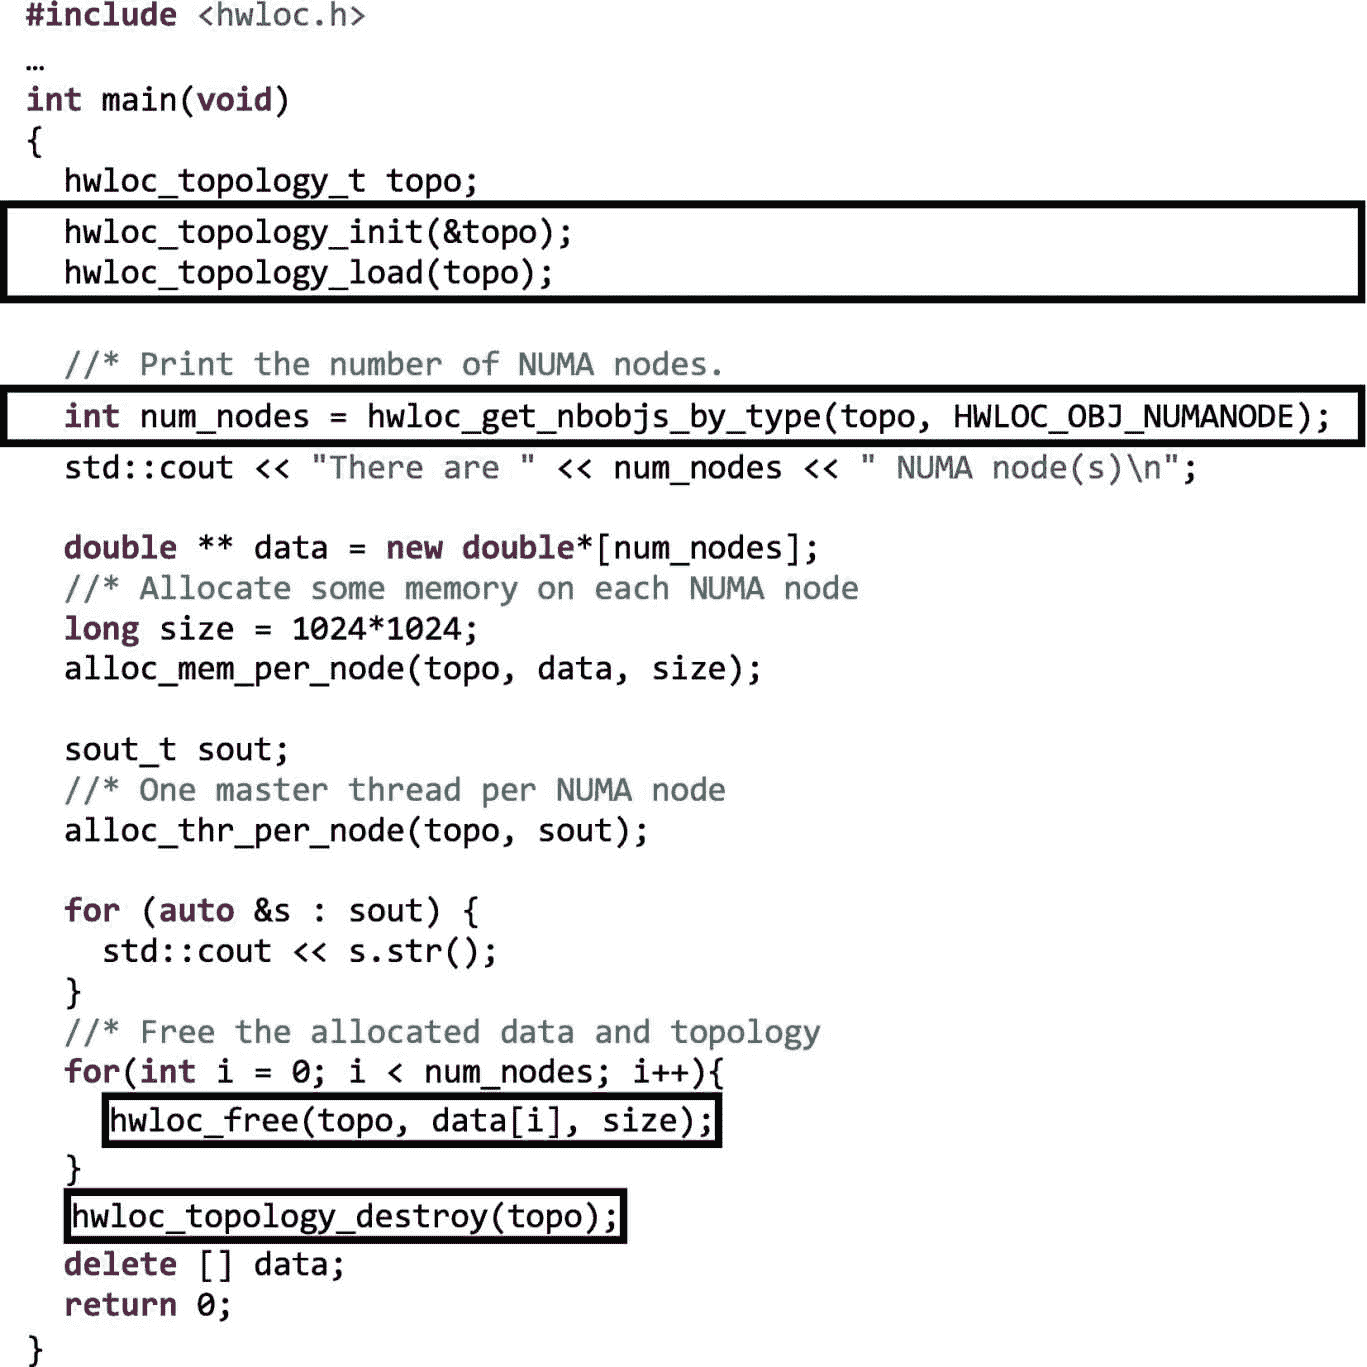 #include <hwloc.h>
…
int main(void)
{
  hwloc_topology_t topo;
  hwloc_topology_init(&topo);
  hwloc_topology_load(topo);
  //* Print the number of NUMA nodes.
  int num_nodes = hwloc_get_nbobjs_by_type(topo, HWLOC_OBJ_NUMANODE);
  std::cout << "There are " << num_nodes << " NUMA node(s)\n";
  double ** data = new double*[num_nodes];
  //* Allocate some memory on each NUMA node
  long size = 1024*1024;
  alloc_mem_per_node(topo, data, size);
  sout_t sout;
  //* One master thread per NUMA node
  alloc_thr_per_node(topo, sout);
  for (auto &s : sout) {
    std::cout << s.str();
  }
  //* Free the allocated data and topology
  for(int i = 0; i < num_nodes; i++){
    hwloc_free(topo, data[i], size);
  }
  hwloc_topology_destroy(topo);
  delete [] data;
  return 0;
}